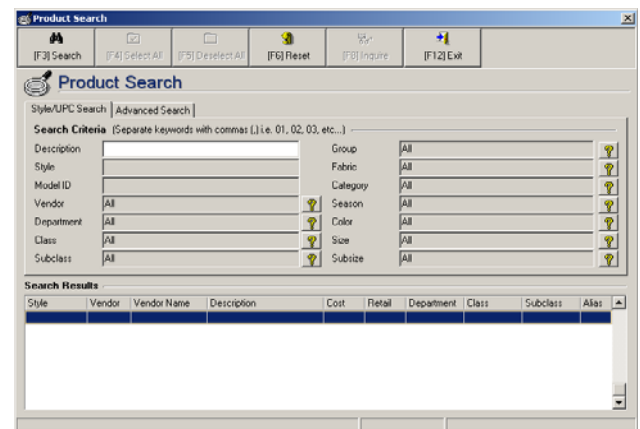 Product Search
[F3] Search [F4] Select All [F5] Deselect All [F6] Reset [F8] Inquire [F12] Exit
Product Search
Style/UPC Search Advanced Search
Search Criteria (Separate keywords with commas (,) i.e. 01, 02, 03, etc...)
Description Group All
Style Fabric All
Model ID Category All
Vendor All Season All
Department All Color All
Class All Size All
Subclass All Subsize All
Search Results
Style Vendor Vendor Name Description Cost Retail Department Class Subclass Alias